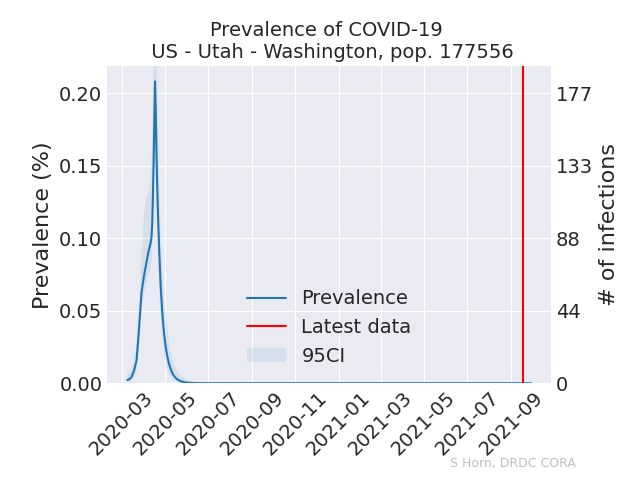 Prevalence of COVID-19
US - Utah - Washington, pop. 177556
Prevalence (%)
0.20
0.15
0.10
0.05
0.00
177
133
88
44
0
# of infections
Prevalence
Latest data
95CI
2020-03
2020-05
2020-07
2020-09
2020-11
2021-01
2021-03
2021-05
2021-07
2021-09
S Horn, DRDC CORA